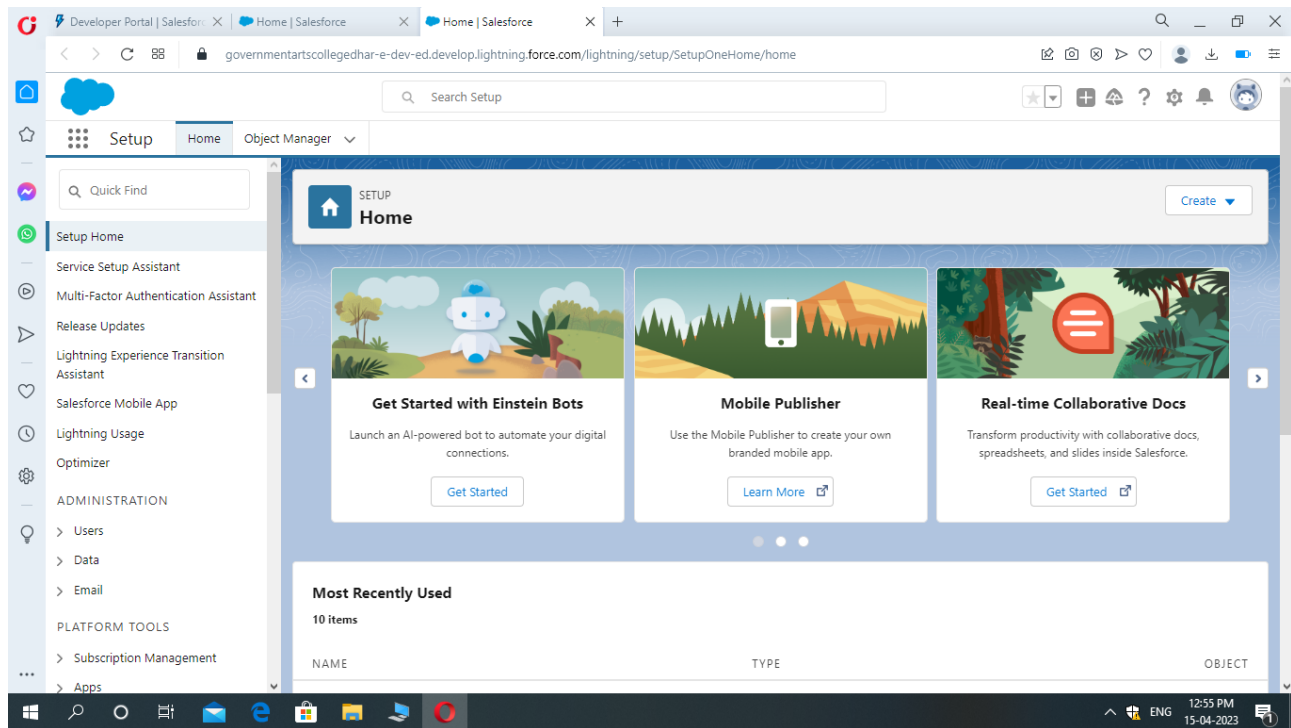 Developer Portal | Salesforc
Home | Salesforce
Home | Salesforce
governmentartscollegedhar-e-dev-ed.develop.lightning.force.com/lightning/setup/SetupOneHome/home
Search Setup
Setup
Home
Object Manager
Quick Find
Setup Home
Service Setup Assistant
Multi-Factor Authentication Assistant
Release Updates
Lightning Experience Transition
Assistant
Salesforce Mobile App
Lightning Usage
Optimizer
ADMINISTRATION
Users
Data
Email
PLATFORM TOOLS
Subscription Management
Apps
SETUP
Home
Create
Get Started with Einstein Bots
Launch an AI-powered bot to automate your digital
connections.
Get Started
Mobile Publisher
Use the Mobile Publisher to create your own
branded mobile app.
Learn More
Real-time Collaborative Docs
Transform productivity with collaborative docs,
spreadsheets, and slides inside Salesforce.
Get Started
Most Recently Used
10 items
NAME TYPE OBJECT
ENG
12:55 PM
15-04-2023
1